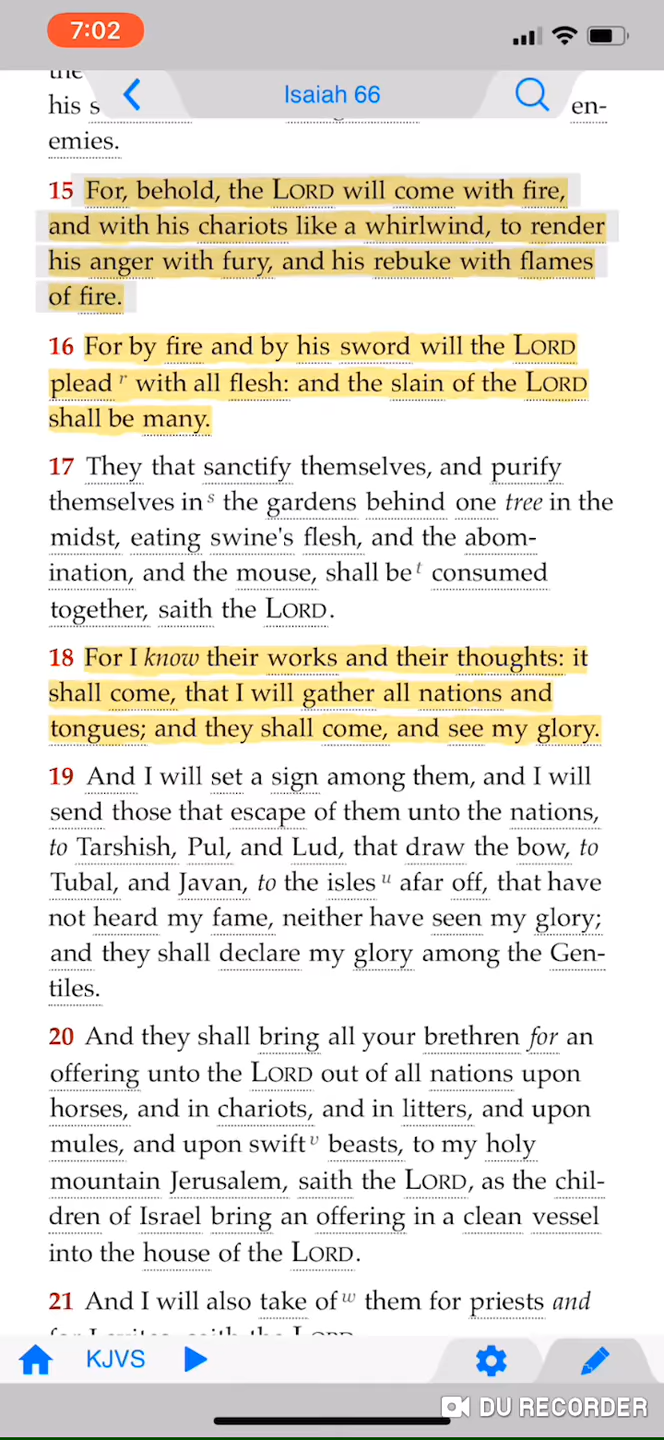 7:02
the
Isaiah 66
his s en-
emies.
15 For, behold, the LORD will come with fire,
and with his chariots like a whirlwind, to render
his anger with fury, and his rebuke with flames
of fire.
16 For by fire and by his sword will the LORD
plead r with all flesh: and the slain of the LORD
shall be many.
17 They that sanctify themselves, and purify
themselves in s the gardens behind one tree in the
midst, eating swine's flesh, and the abom-
ination, and the mouse, shall be t consumed
together, saith the LORD.
18 For I know their works and their thoughts: it
shall come, that I will gather all nations and
tongues; and they shall come, and see my glory.
19 And I will set a sign among them, and I will
send those that escape of them unto the nations,
to Tarshish, Pul, and Lud, that draw the bow, to
Tubal, and Javan, to the isles u afar off, that have
not heard my fame, neither have seen my glory;
and they shall declare my glory among the Gen-
tiles.
20 And they shall bring all your brethren for an
offering unto the LORD out of all nations upon
horses, and in chariots, and in litters, and upon
mules, and upon swift v beasts, to my holy
mountain Jerusalem, saith the LORD, as the chil-
dren of Israel bring an offering in a clean vessel
into the house of the LORD.
21 And I will also take of w them for priests and
KJVS
DU RECORDER